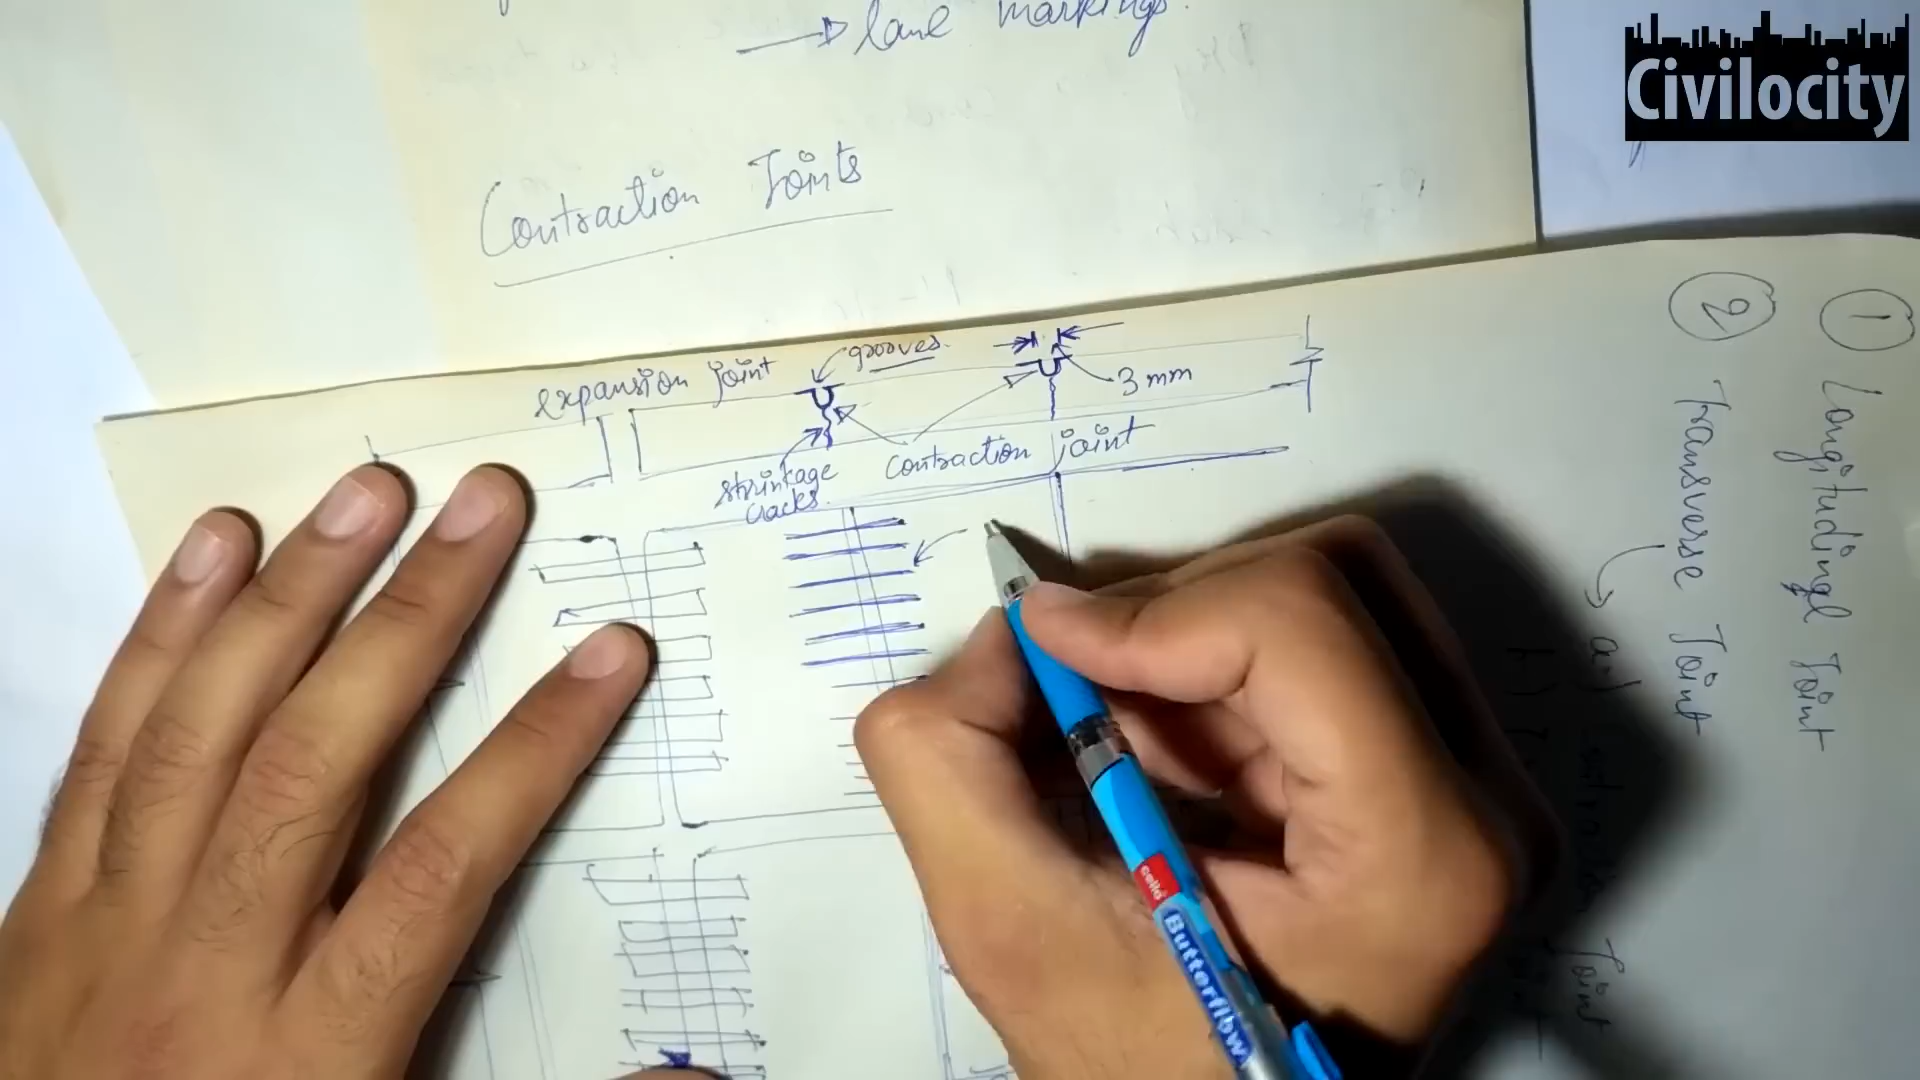 → lane markings.
Civilocity
Contraction Joints
expansion joint
grooves.
3 mm
shrinkage
cracks.
contraction joint
① Longitudinal Joint
② Transverse Joint
a)
Joint
b)
cello
Butterflow